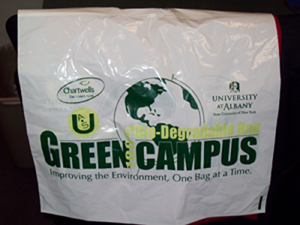 Chartwells
UNIVERSITY
AT ALBANY
State University of New York
U
Bio-Degradable Bag
GREEN CAMPUS
Improving the Environment, One Bag at a Time.